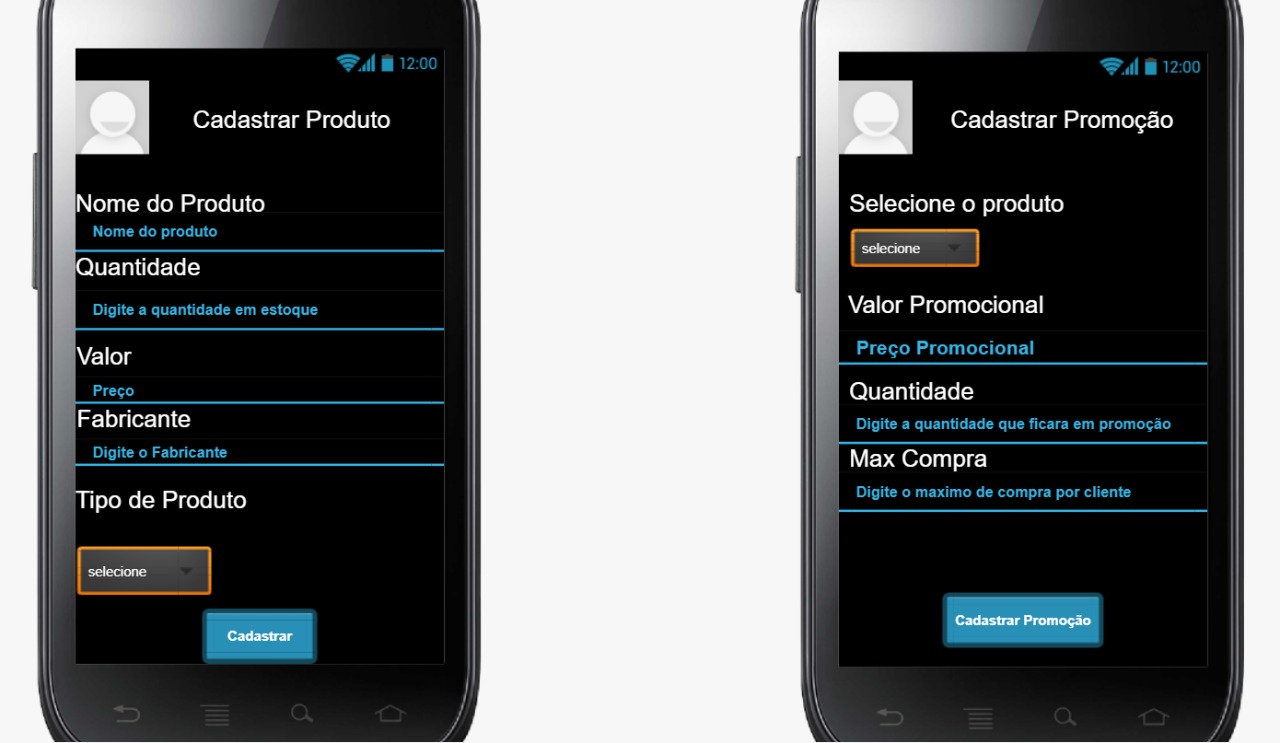 12:00
Cadastrar Produto
Nome do Produto
Nome do produto
Quantidade
Digite a quantidade em estoque
Valor
Preço
Fabricante
Digite o Fabricante
Tipo de Produto
selecione
Cadastrar
12:00
Cadastrar Promoção
Selecione o produto
selecione
Valor Promocional
Preço Promocional
Quantidade
Digite a quantidade que ficara em promoção
Max Compra
Digite o maximo de compra por cliente
Cadastrar Promoção